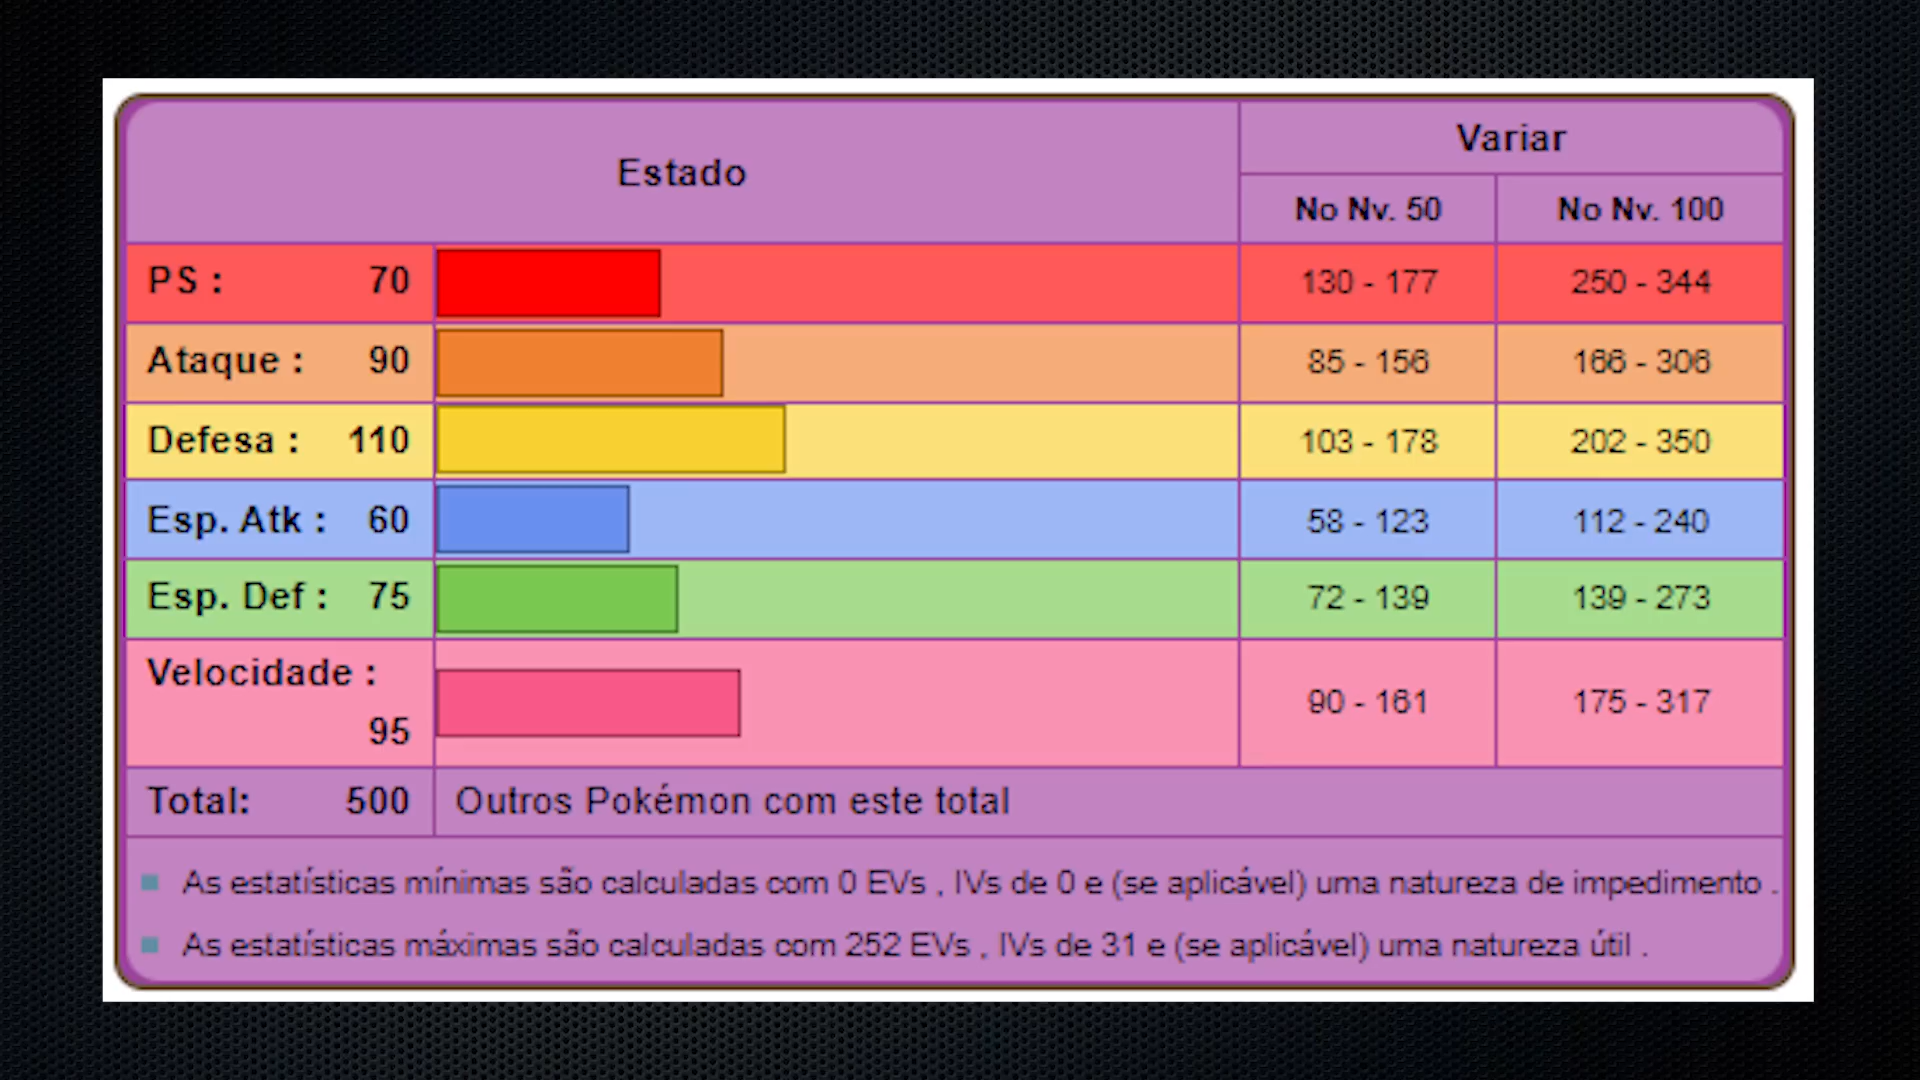 Estado
Variar
No Nv. 50 No Nv. 100
PS : 70 130 - 177 250 - 344
Ataque : 90 85 - 156 166 - 306
Defesa : 110 103 - 178 202 - 350
Esp. Atk : 60 58 - 123 112 - 240
Esp. Def : 75 72 - 139 139 - 273
Velocidade :
95 90 - 161 175 - 317
Total: 500 Outros Pokémon com este total
As estatísticas mínimas são calculadas com 0 EVs , IVs de 0 e (se aplicável) uma natureza de impedimento .
As estatísticas máximas são calculadas com 252 EVs , IVs de 31 e (se aplicável) uma natureza útil .